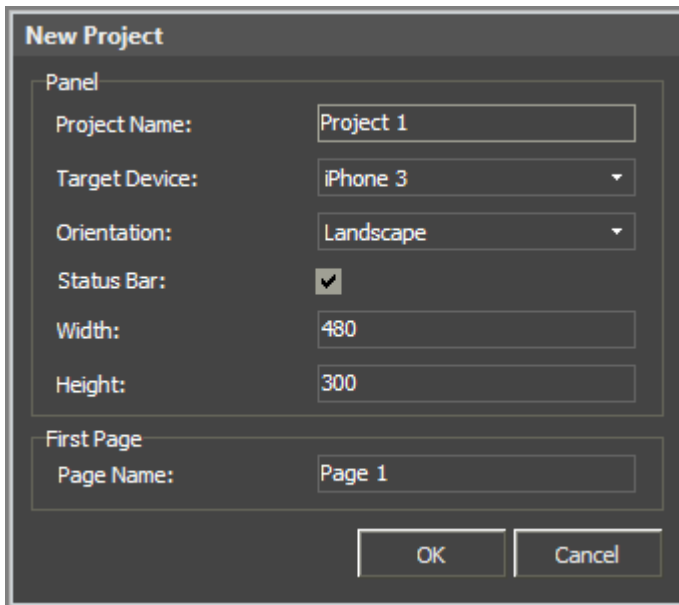 New Project
Panel
Project Name: Project 1
Target Device: iPhone 3
Orientation: Landscape
Status Bar:
Width: 480
Height: 300
First Page
Page Name: Page 1
OK Cancel